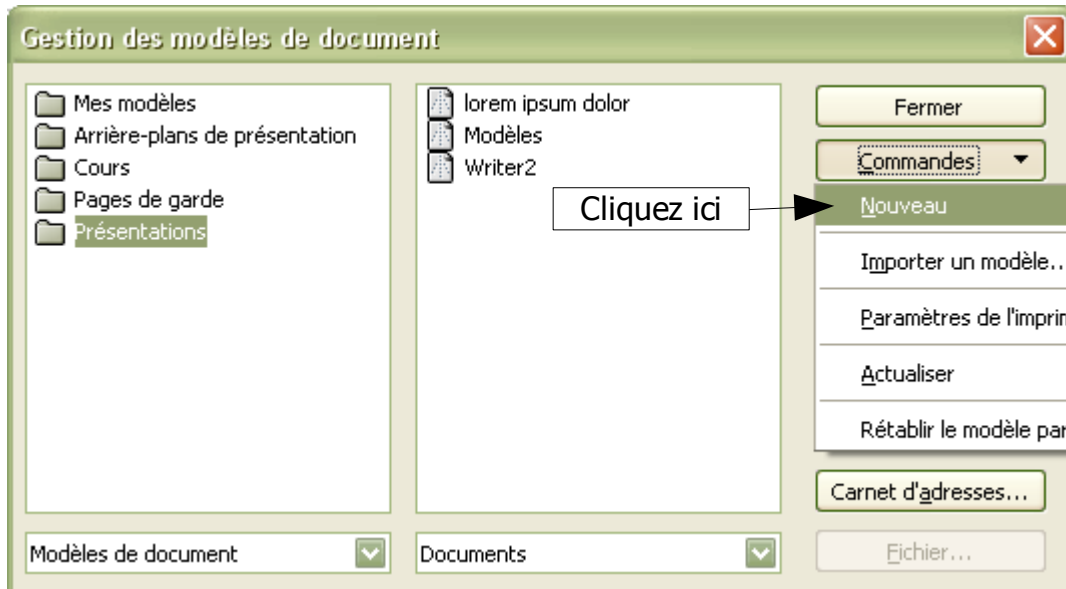 Gestion des modèles de document
Mes modèles
Arrière-plans de présentation
Cours
Pages de garde
Présentations
Modèles de document
lorem ipsum dolor
Modèles
Writer2
Documents
Cliquez ici
Fermer
Commandes
Nouveau
Importer un modèle..
Paramètres de l'imprim
Actualiser
Rétablir le modèle par
Carnet d'adresses...
Fichier...